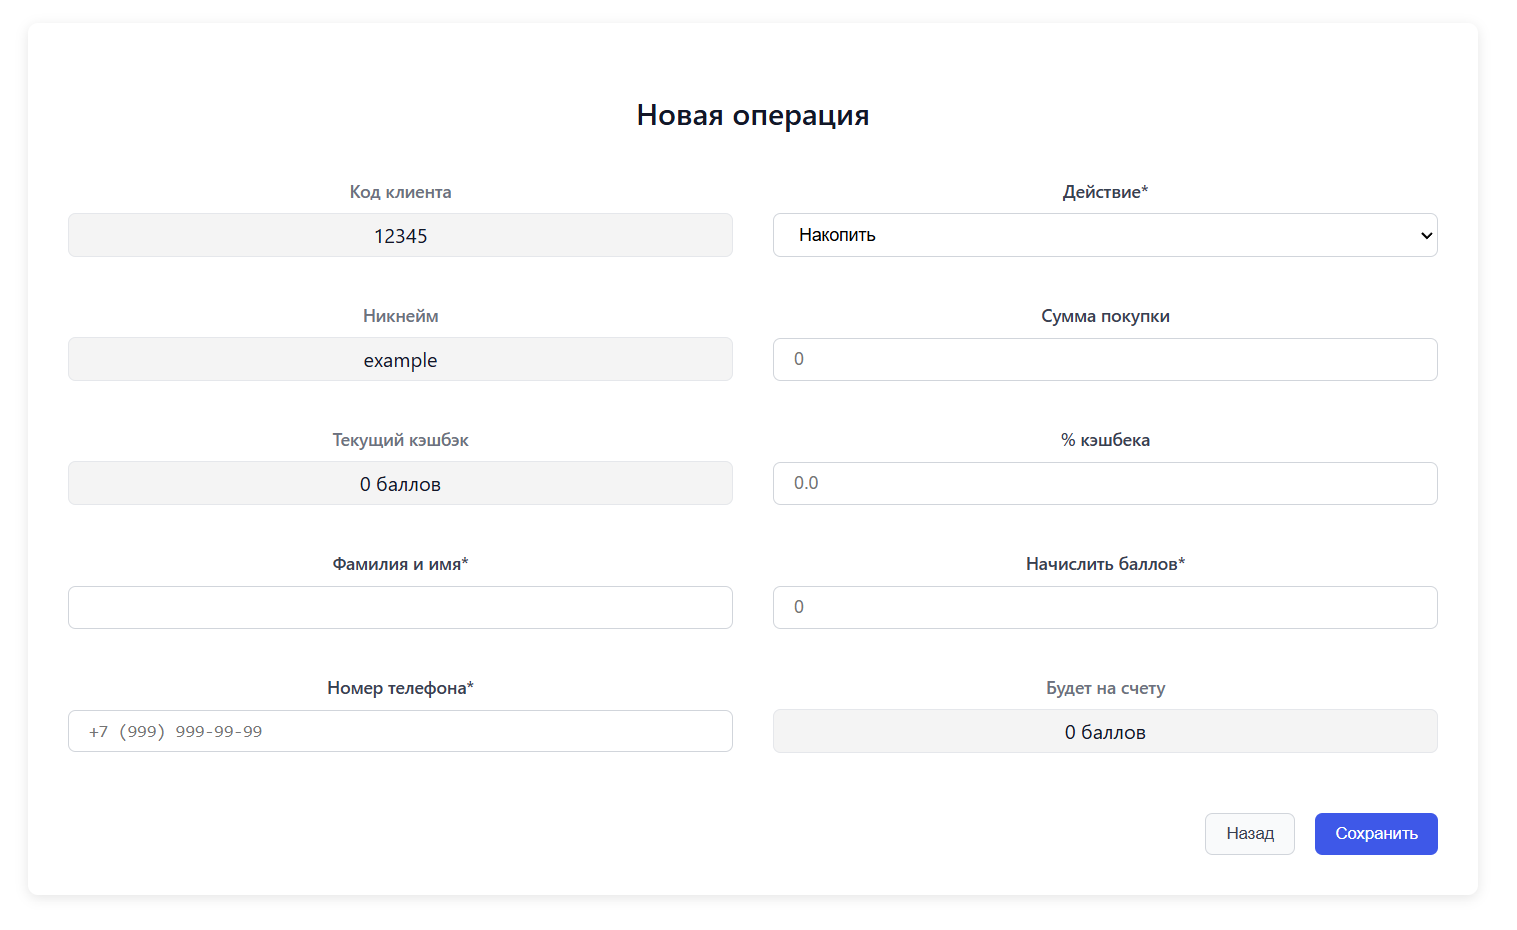 Новая операция
Код клиента
12345
Действие*
Накопить
Никнейм
example
Сумма покупки
0
Текущий кэшбэк
0 баллов
% кэшбека
0.0
Фамилия и имя*
Начислить баллов*
0
Номер телефона*
+7 (999) 999-99-99
Будет на счету
0 баллов
Назад
Сохранить